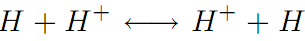 H + H⁺ ⟷ H⁺ + H